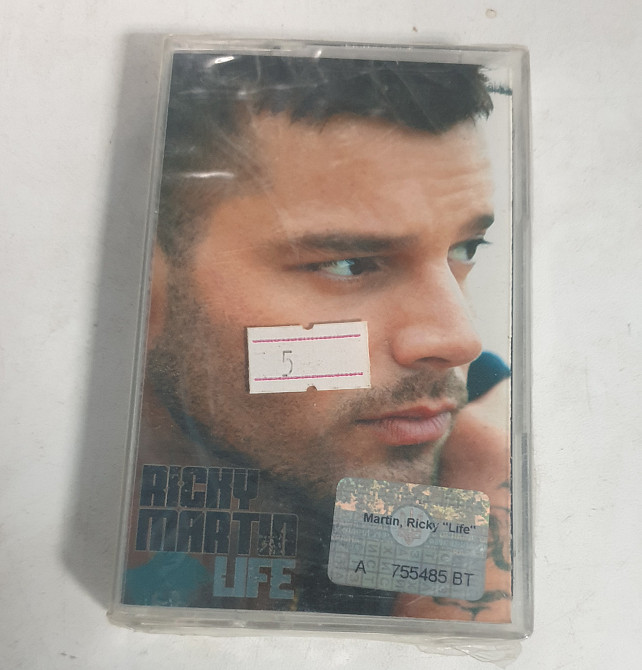 5
RICKY
MARTIN
LIFE
Martin, Ricky "Life"
A 755485 BT